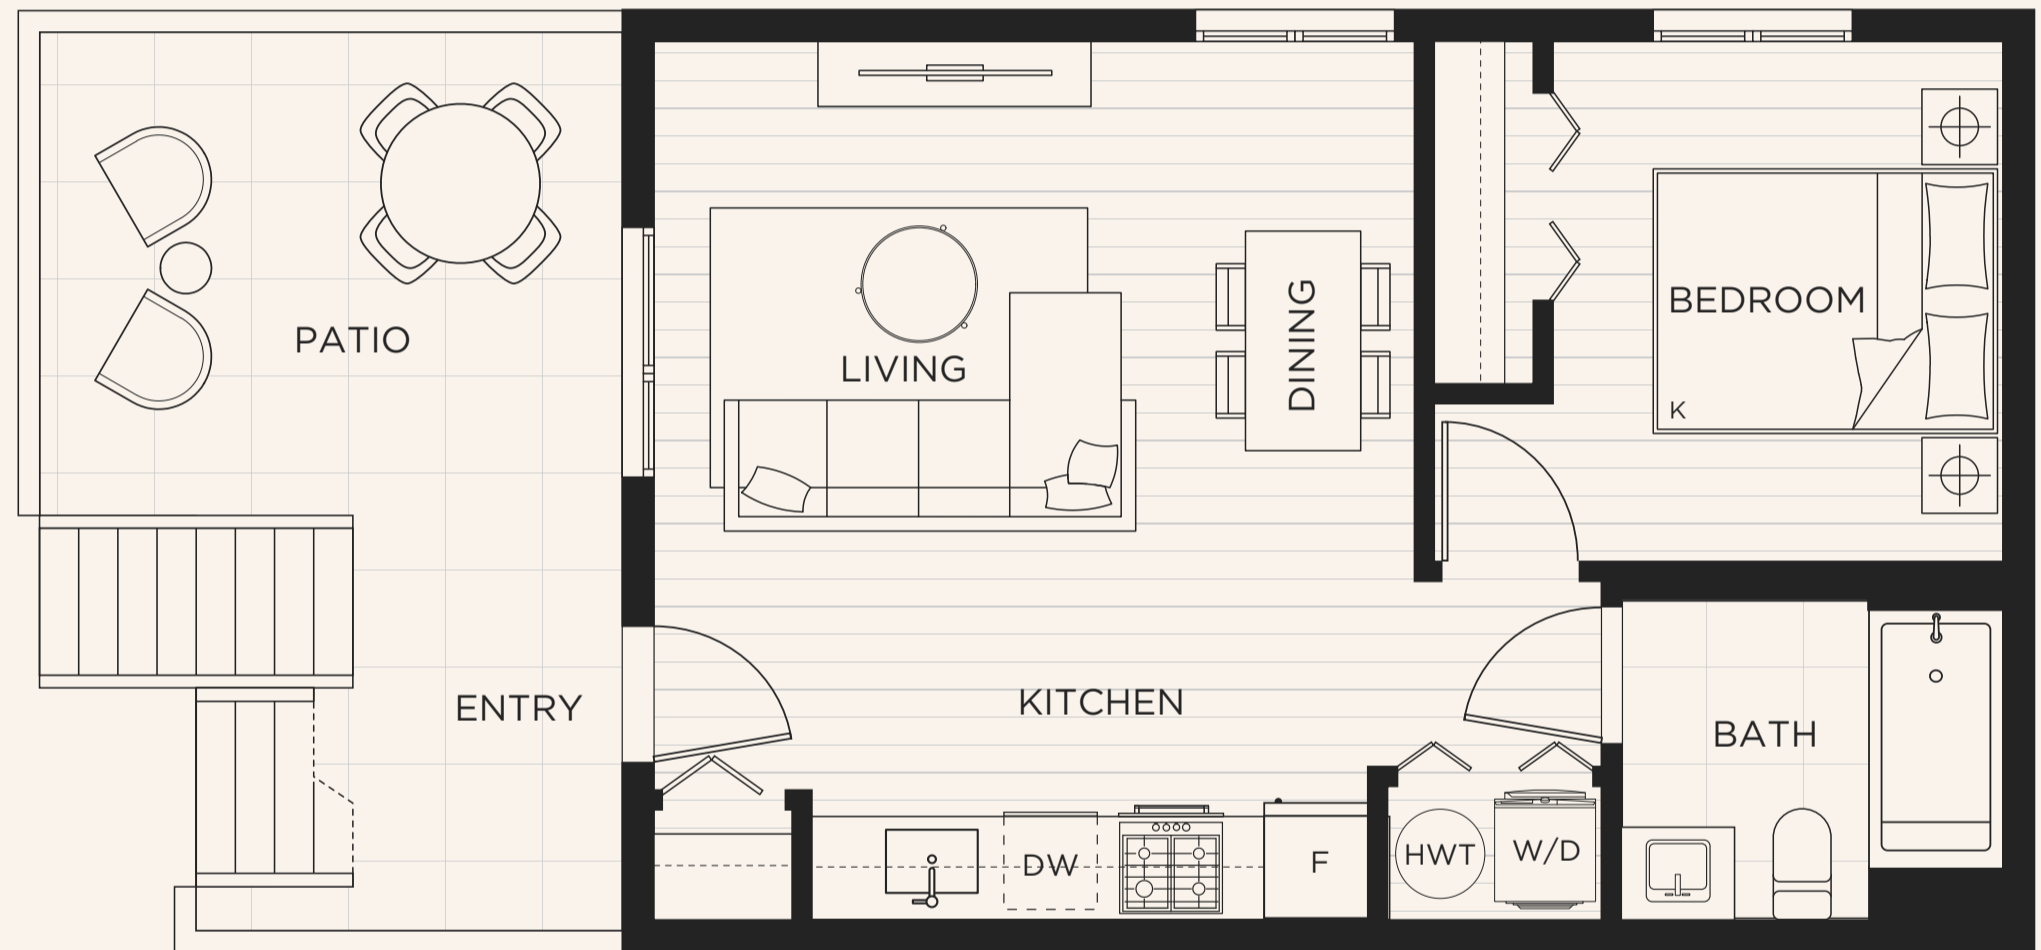 PATIO
LIVING
DINING
BEDROOM
K
ENTRY
KITCHEN
BATH
DW
F
HWT
W/D